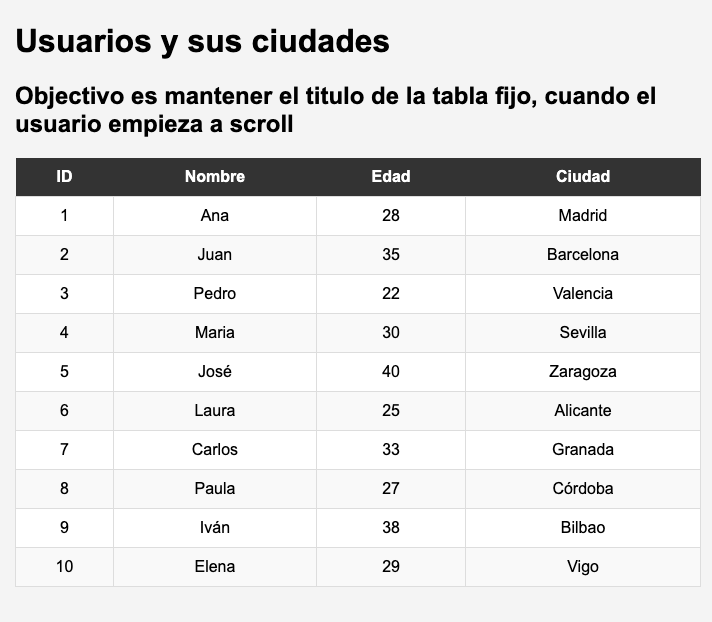 Usuarios y sus ciudades
Objectivo es mantener el titulo de la tabla fijo, cuando el
usuario empieza a scroll
ID Nombre Edad Ciudad
1 Ana 28 Madrid
2 Juan 35 Barcelona
3 Pedro 22 Valencia
4 Maria 30 Sevilla
5 José 40 Zaragoza
6 Laura 25 Alicante
7 Carlos 33 Granada
8 Paula 27 Córdoba
9 Iván 38 Bilbao
10 Elena 29 Vigo